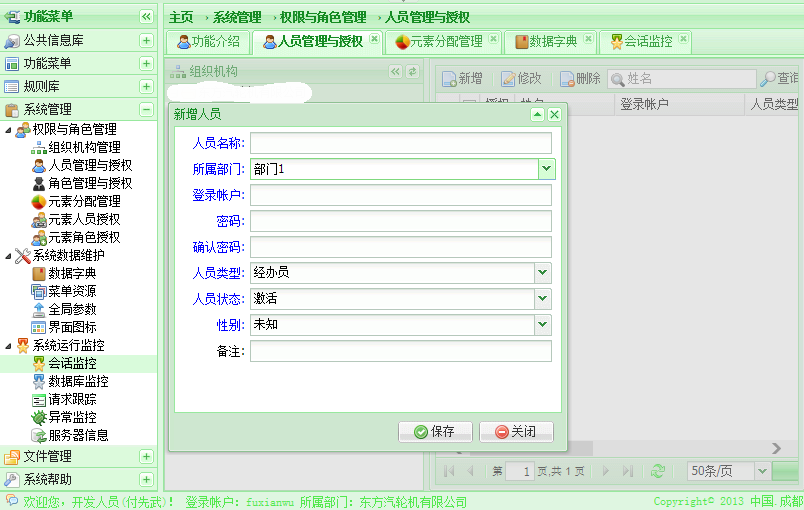 功能菜单
主页 系统管理 权限与角色管理 人员管理与授权
公共信息库
功能菜单
规则库
系统管理
权限与角色管理
组织机构管理
人员管理与授权
角色管理与授权
元素分配管理
元素人员授权
元素角色授权
系统数据维护
数据字典
菜单资源
全局参数
界面图标
系统运行监控
会话监控
数据库监控
请求跟踪
异常监控
服务器信息
文件管理
系统帮助
功能介绍 人员管理与授权 元素分配管理 数据字典 会话监控
组织机构
新增 修改 删除 姓名 查询
登录帐户 人员类型
新增人员
人员名称:
所属部门: 部门1
登录帐户:
密码:
确认密码:
人员类型: 经办员
人员状态: 激活
性别: 未知
备注:
保存 关闭
第 1 页,共 1 页 50条/页
欢迎您, 开发人员(付先武)! 登录帐户: fuxianwu 所属部门: 东方汽轮机有限公司
Copyright© 2013 中国.成都